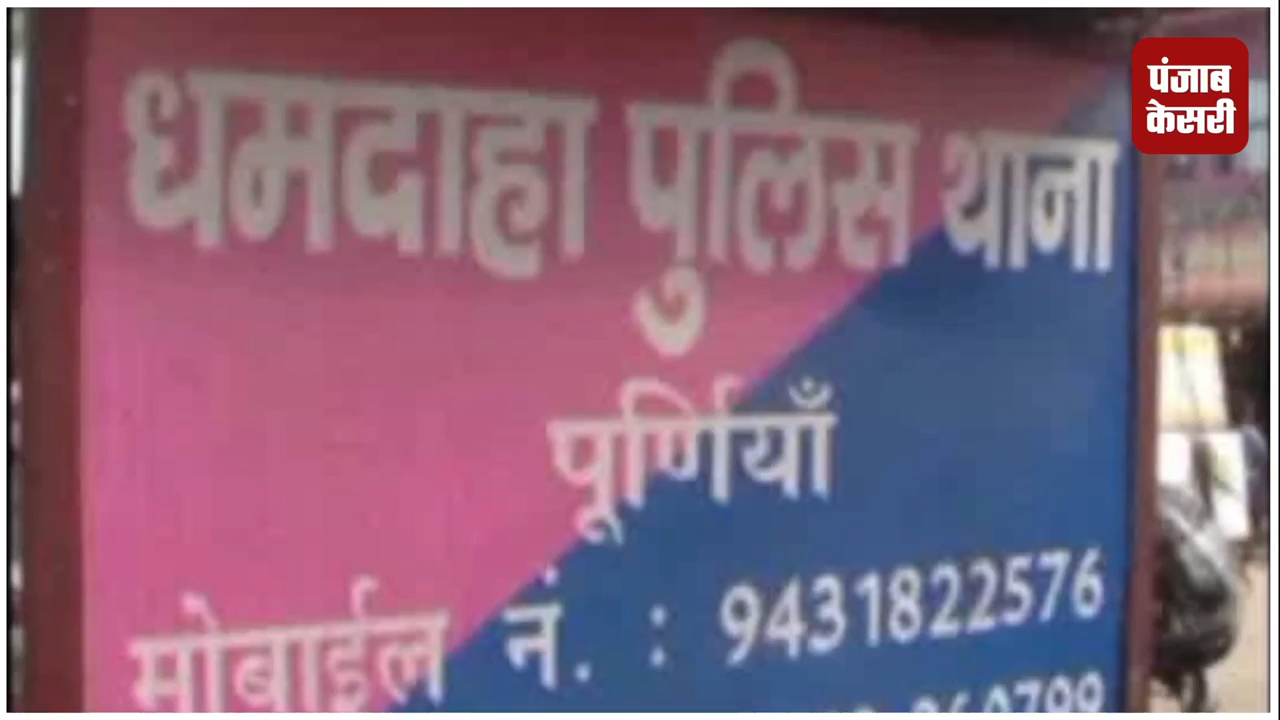 पंजाब
केसरी
धमदाहा पुलिस थाना
पूर्णियाँ
मोबाईल नं. : 9431822576